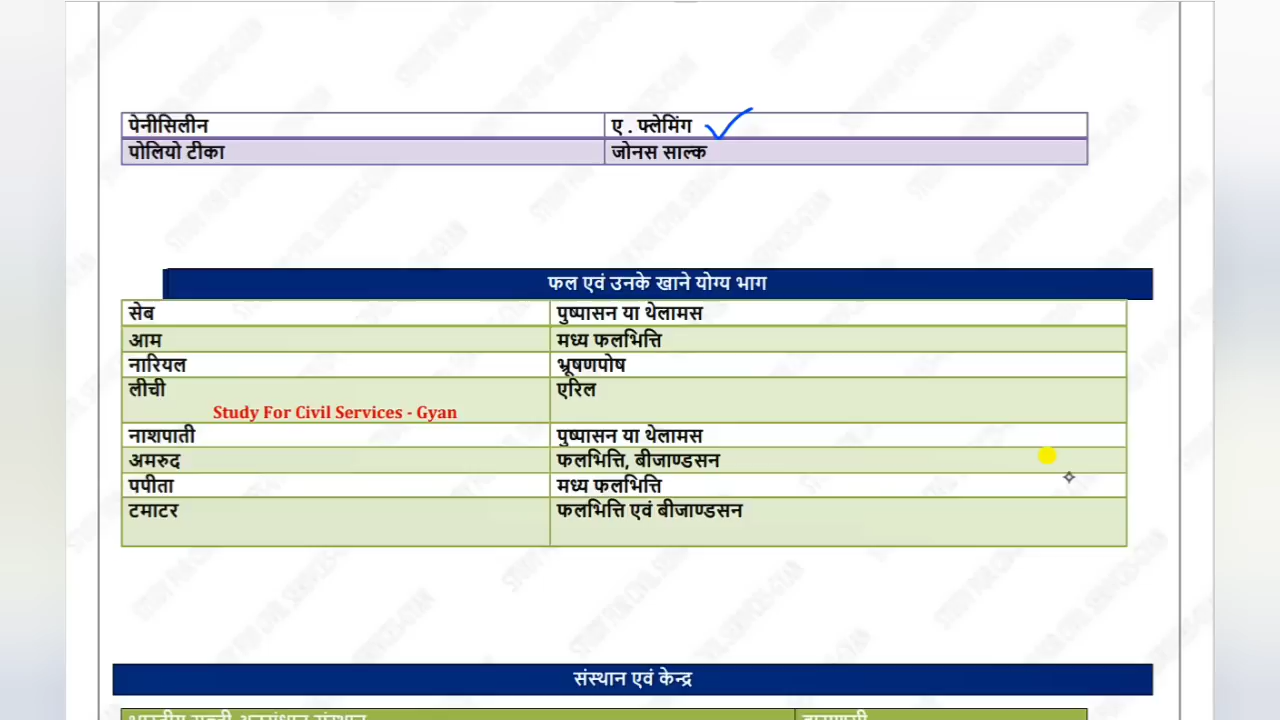 पेनीसिलीन ए . फ्लेमिंग
पोलियो टीका जोनस साल्क
फल एवं उनके खाने योग्य भाग
सेब पुष्पासन या थेलामस
आम मध्य फलभित्ति
नारियल भ्रूषणपोष
लीची एरिल
Study For Civil Services - Gyan
नाशपाती पुष्पासन या थेलामस
अमरुद फलभित्ति, बीजाण्डसन
पपीता मध्य फलभित्ति
टमाटर फलभित्ति एवं बीजाण्डसन
संस्थान एवं केन्द्र